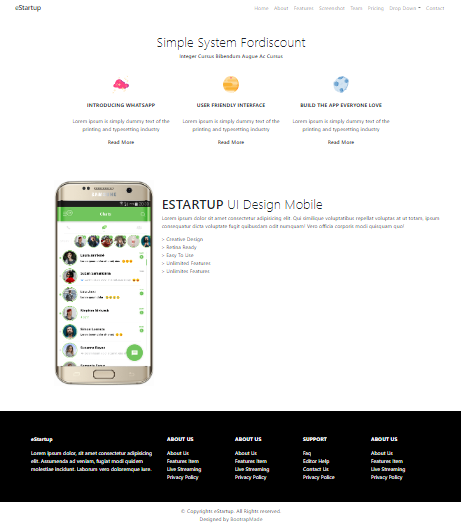 eStartup
Home About Features Screenshot Team Pricing Drop Down Contact
Simple System Fordiscount
Integer Cursus Bibendum Augue Ac Cursus
INTRODUCING WHATSAPP
USER FRIENDLY INTERFACE
BUILD THE APP EVERYONE LOVE
Lorem Ipsum is simply dummy text of the
printing and typesetting industry
Lorem Ipsum is simply dummy text of the
printing and typesetting industry
Lorem Ipsum is simply dummy text of the
printing and typesetting industry
Read More
Read More
Read More
Chats
ESTARTUP UI Design Mobile
Lorem ipsum dolor sit amet consectetur adipisicing elit. Qui similique voluptatibus repellat voluptas at ut totam, ipsum
consequatur dicta voluptate fugit quibusdam odit numquam! Vero officia corporis modi quisquam quo!
> Creative Design
> Retina Ready
> Easy To Use
> Unlimited Features
> Unlimited Features
eStartup
Lorem ipsum dolor, sit amet consectetur adipisicing
elit. Assumenda ad veniam, fugiat modi quidem
molestiae incidunt. Laborum vero doloremque iure.
ABOUT US
About Us
Features Item
Live Streaming
Privacy Policy
ABOUT US
About Us
Features Item
Live Streaming
Privacy Policy
SUPPORT
Faq
Editor Help
Contact Us
Privacy Police
ABOUT US
About Us
Features Item
Live Streaming
Privacy Policy
© Copyrights eStartup. All Rights reserved.
Designed by BootstrapMade